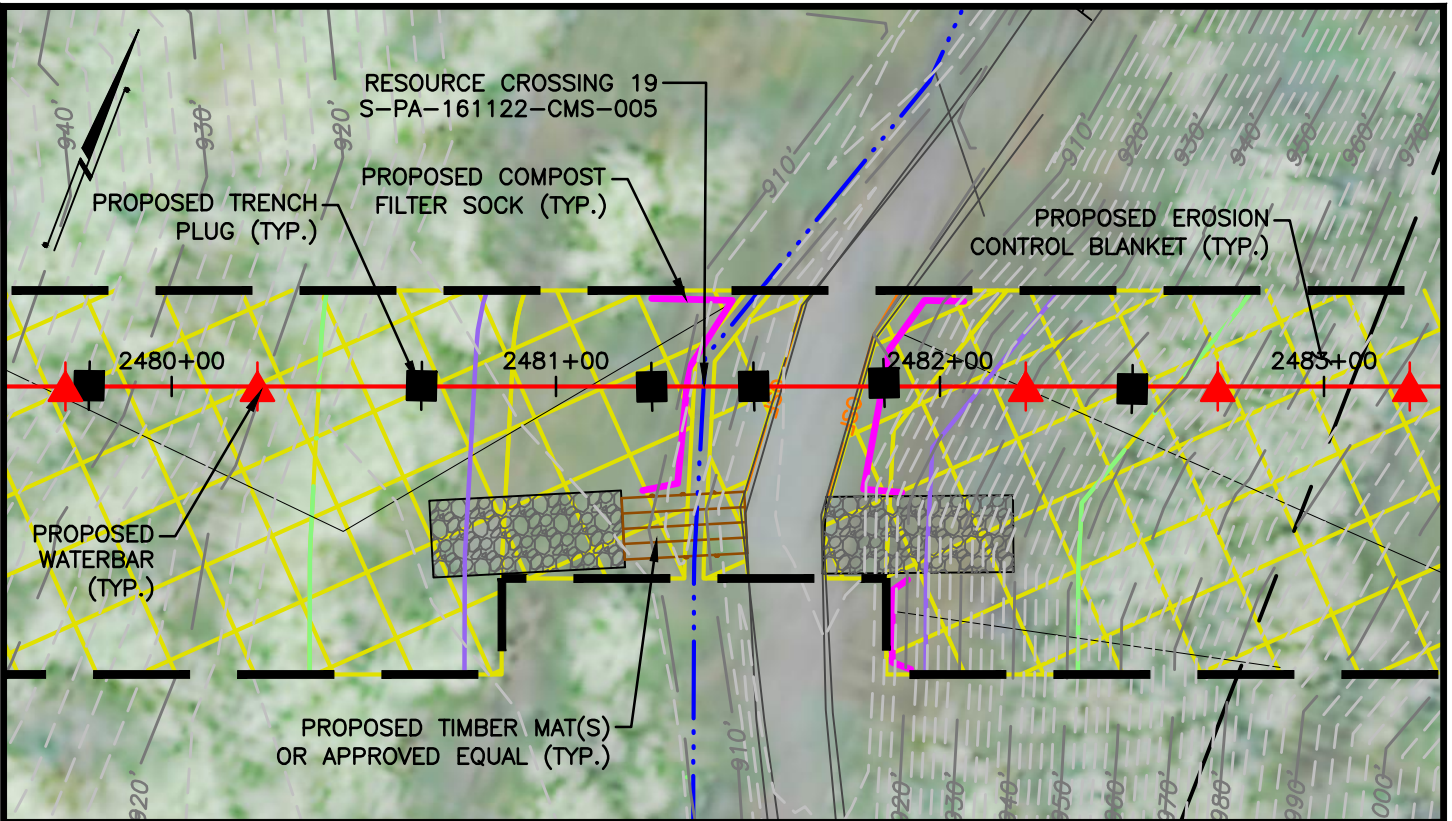 RESOURCE CROSSING 19
S-PA-161122-CMS-005
PROPOSED COMPOST
FILTER SOCK (TYP.)
PROPOSED TRENCH
PLUG (TYP.)
PROPOSED EROSION
CONTROL BLANKET (TYP.)
940'
930'
920'
910'
910'
920'
930'
940'
950'
960'
970'
2480+00
2481+00
2482+00
2483+00
PROPOSED
WATERBAR
(TYP.)
PROPOSED TIMBER MAT(S)
OR APPROVED EQUAL (TYP.)
920'
910'
920'
930'
940'
950'
960'
970'
980'
990'